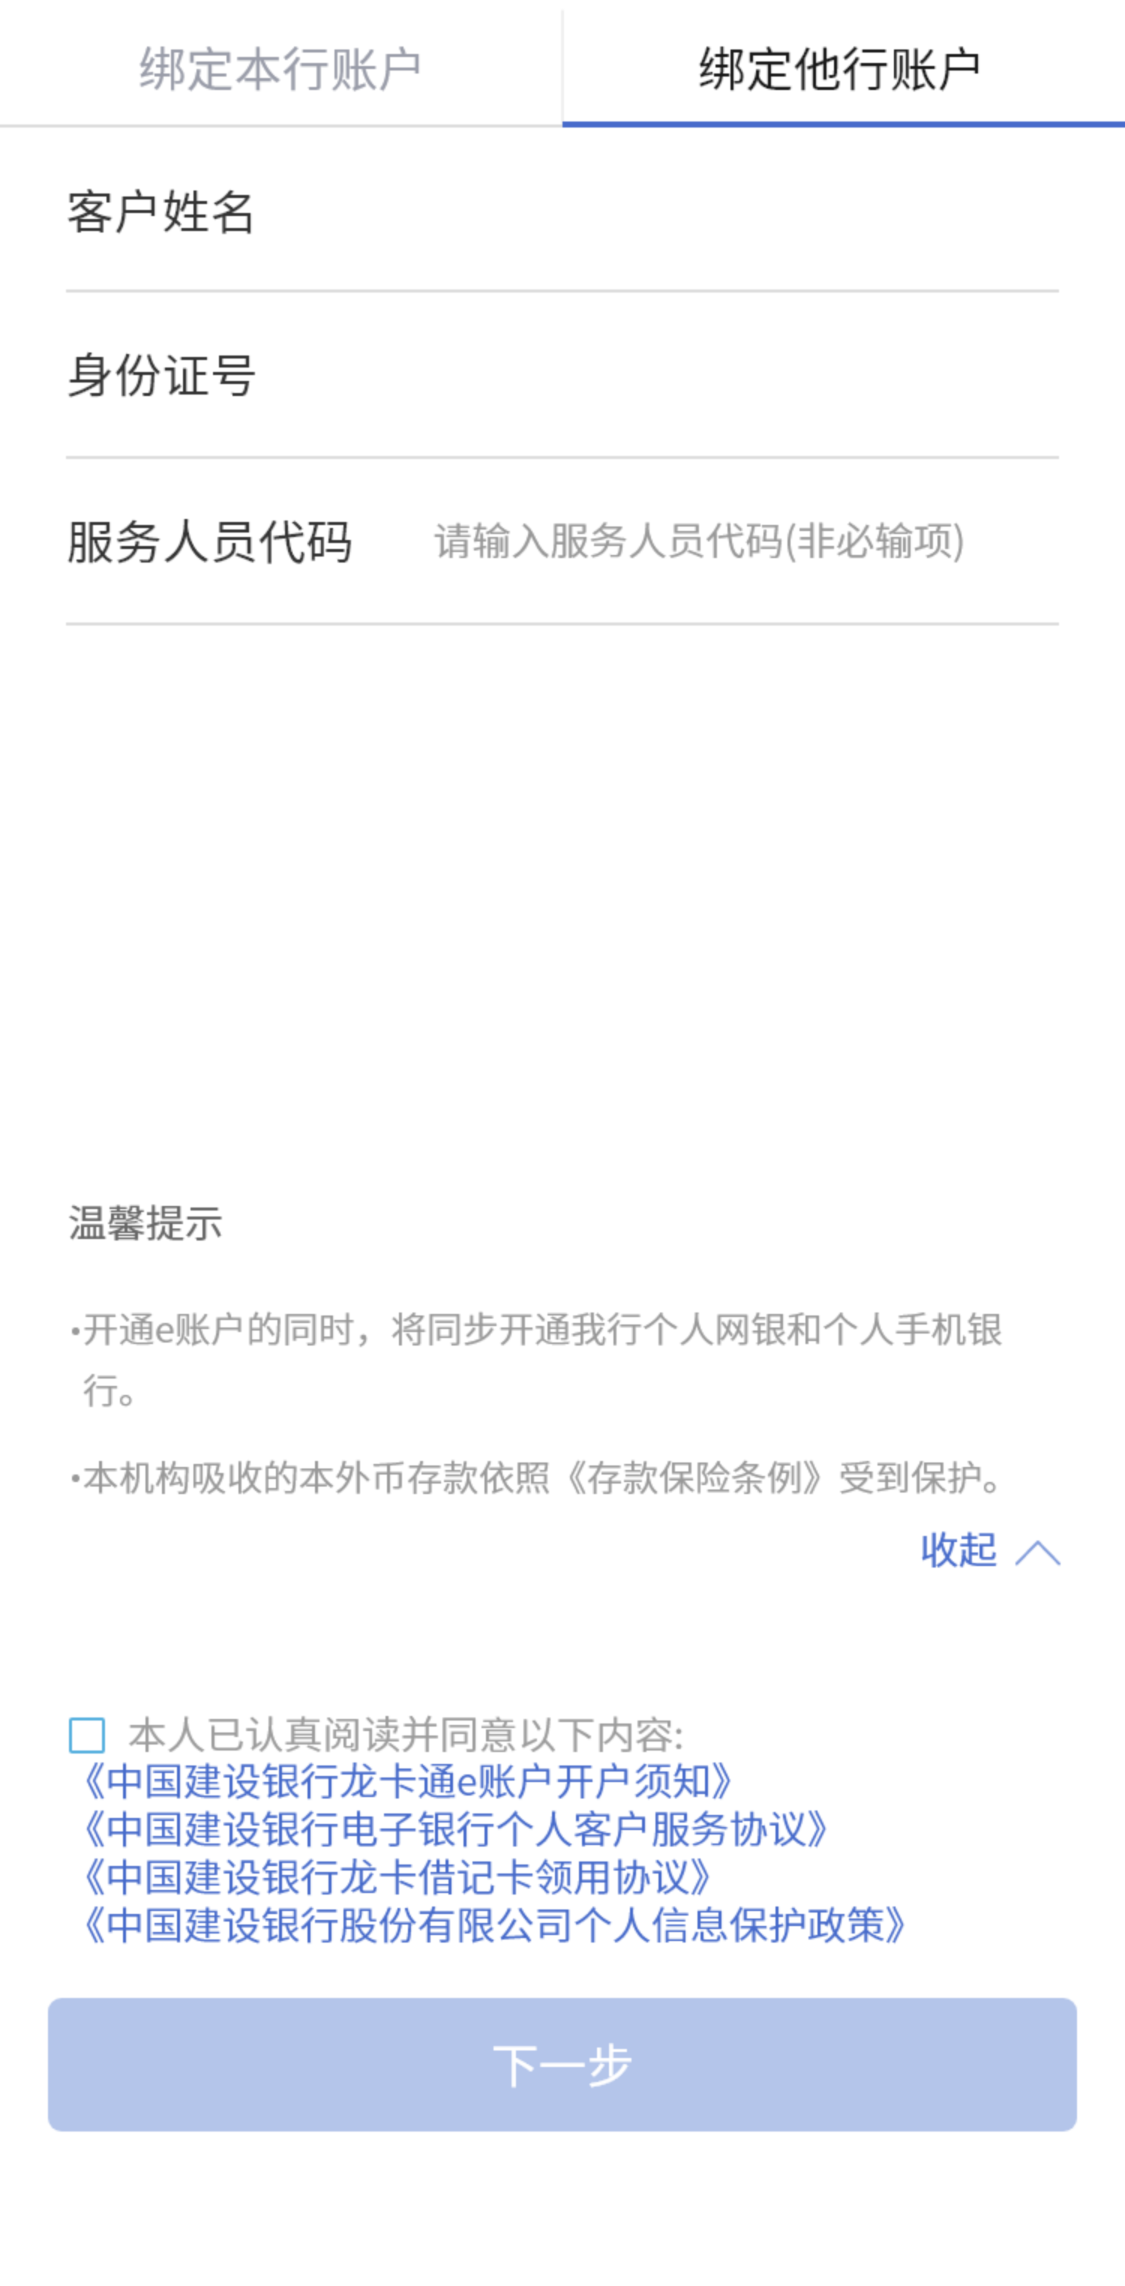 绑定本行账户 绑定他行账户
客户姓名
身份证号
服务人员代码 请输入服务人员代码(非必输项)
温馨提示
•开通e账户的同时，将同步开通我行个人网银和个人手机银
行。
•本机构吸收的本外币存款依照《存款保险条例》受到保护。
收起
本人已认真阅读并同意以下内容:
《中国建设银行龙卡通e账户开户须知》
《中国建设银行电子银行个人客户服务协议》
《中国建设银行龙卡借记卡领用协议》
《中国建设银行股份有限公司个人信息保护政策》
下一步